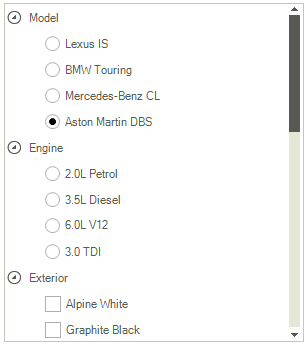 Model
Lexus IS
BMW Touring
Mercedes-Benz CL
Aston Martin DBS
Engine
2.0L Petrol
3.5L Diesel
6.0L V12
3.0 TDI
Exterior
Alpine White
Graphite Black